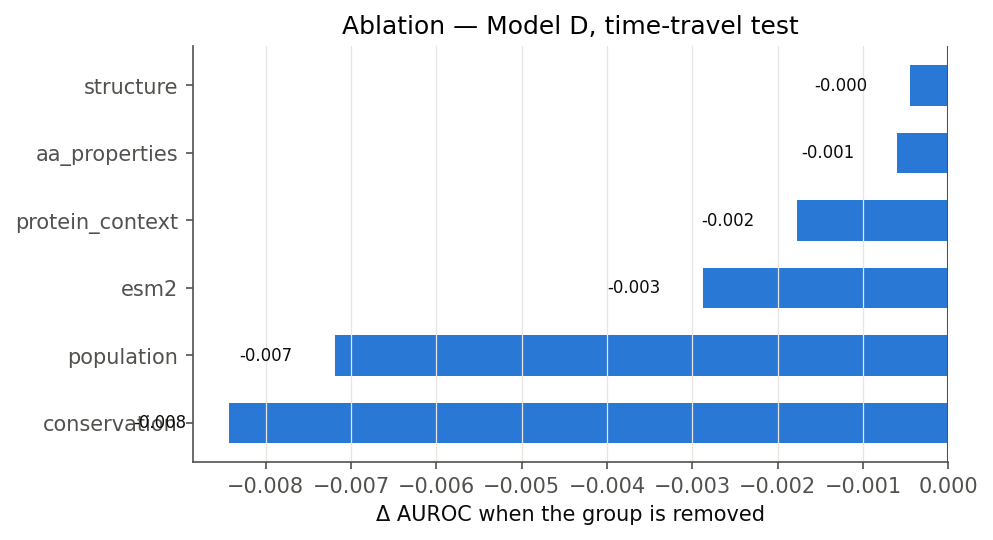 Ablation — Model D, time-travel test
structure
-0.000
aa_properties
-0.001
protein_context
-0.002
esm2
-0.003
population
-0.007
conservation
-0.008
−0.008 −0.007 −0.006 −0.005 −0.004 −0.003 −0.002 −0.001 0.000
Δ AUROC when the group is removed